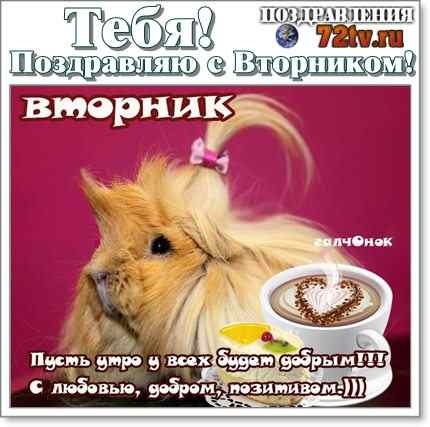 Тебя!
ПОЗДРАВЛЕНИЯ
72tv.ru
Поздравляю с Вторником!
вторник
галчОнок
Пусть утро у всех будет добрым!!!
С любовью, добром, позитивом.)))